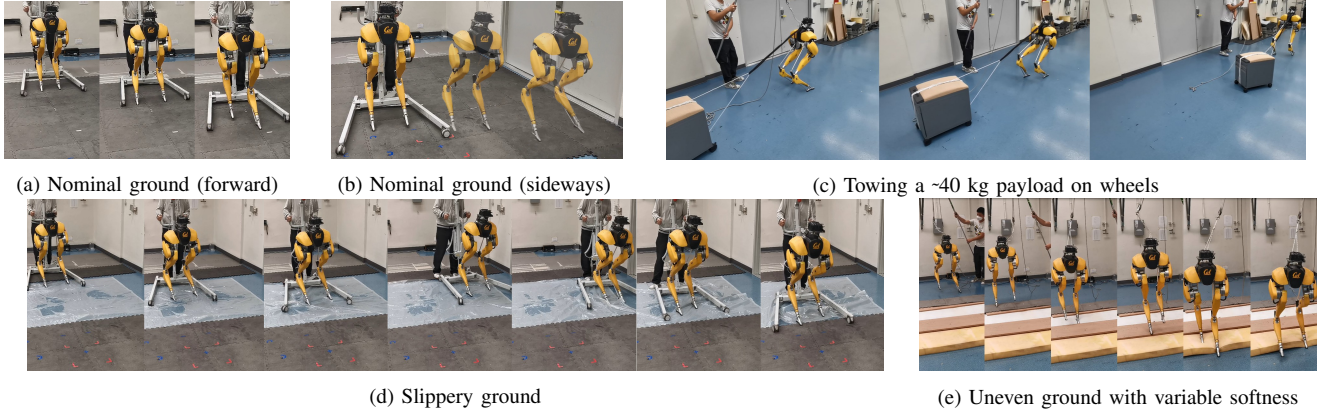 (a) Nominal ground (forward)
(b) Nominal ground (sideways)
(c) Towing a ~40 kg payload on wheels
(d) Slippery ground
(e) Uneven ground with variable softness